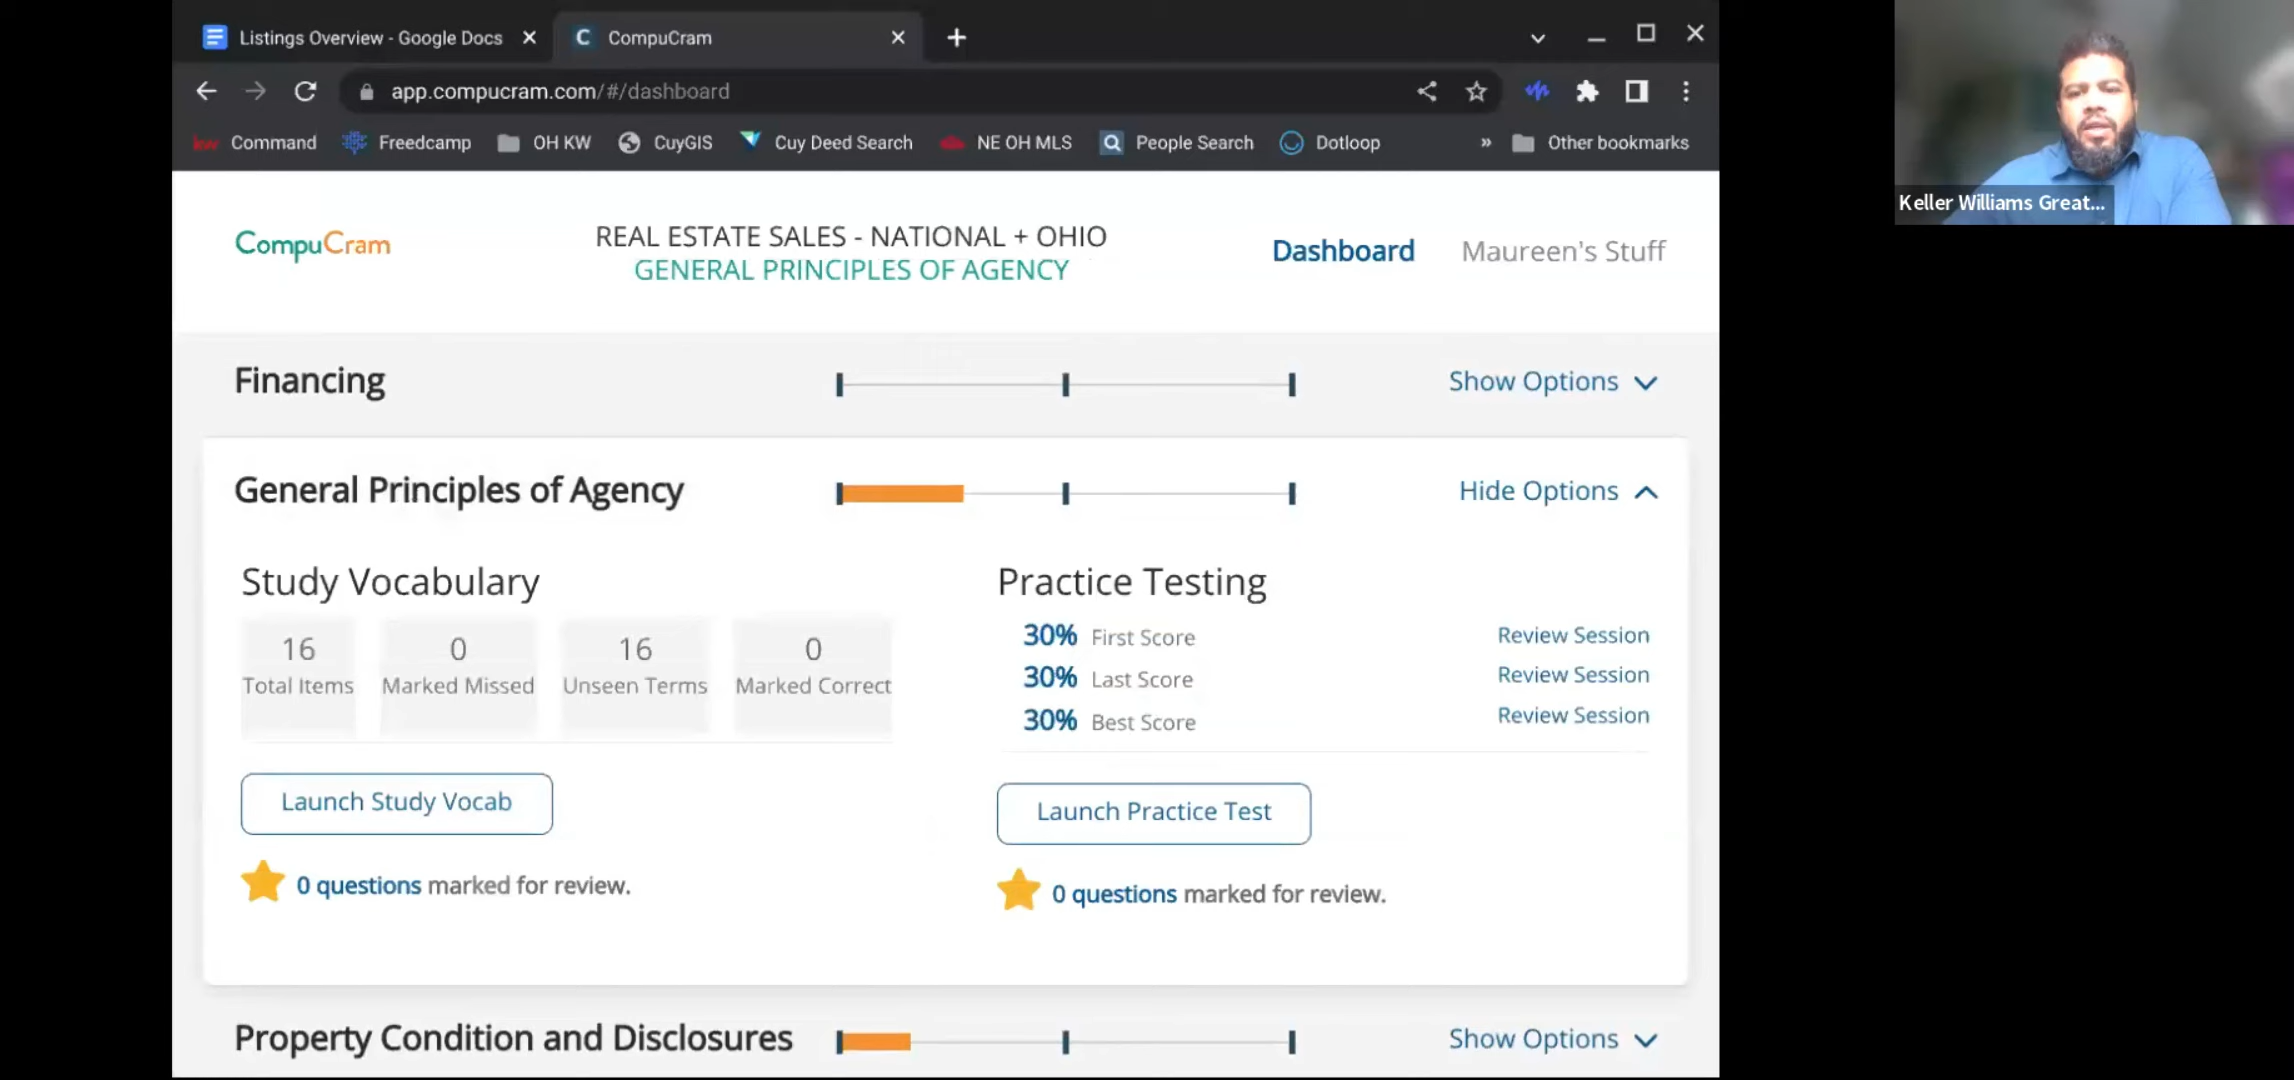 Listings Overview - Google Docs
CompuCram
app.compucram.com/#/dashboard
kw Command Freedcamp OH KW CuyGIS Cuy Deed Search NE OH MLS People Search Dotloop » Other bookmarks
Keller Williams Great...
CompuCram
REAL ESTATE SALES - NATIONAL + OHIO
GENERAL PRINCIPLES OF AGENCY
Dashboard
Maureen's Stuff
Financing
Show Options
General Principles of Agency
Hide Options
Study Vocabulary
16 0 16 0
Total Items Marked Missed Unseen Terms Marked Correct
Launch Study Vocab
0 questions marked for review.
Practice Testing
30% First Score Review Session
30% Last Score Review Session
30% Best Score Review Session
Launch Practice Test
0 questions marked for review.
Property Condition and Disclosures
Show Options